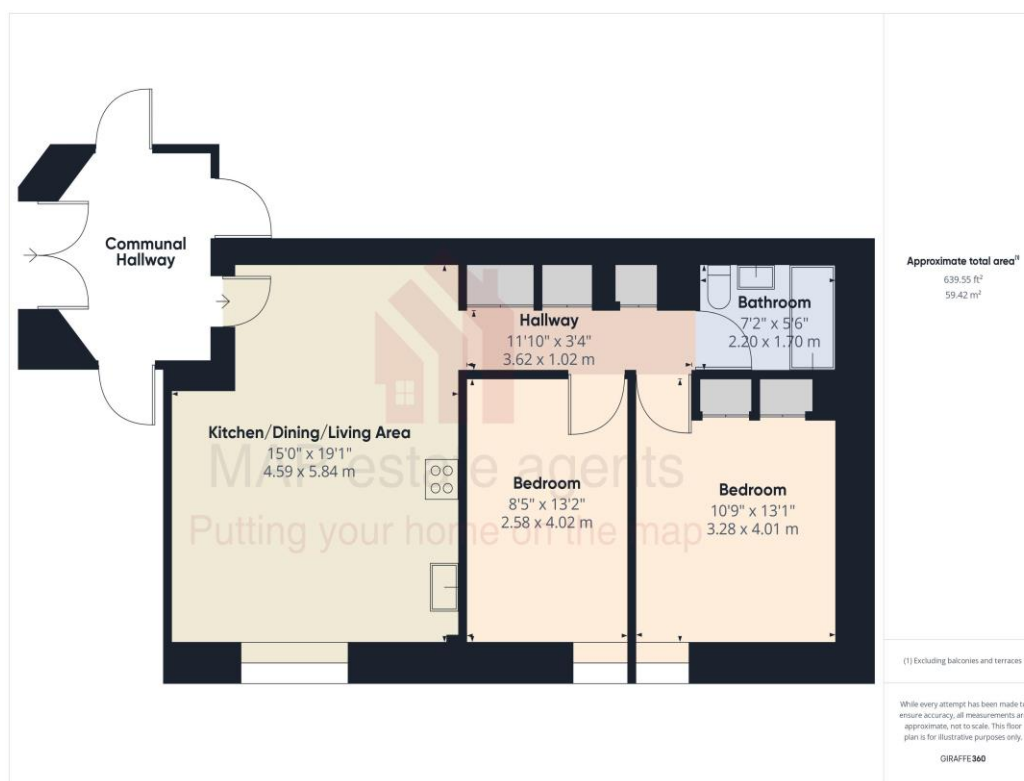 Communal
Hallway
Kitchen/Dining/Living Area
15'0" x 19'1"
4.59 x 5.84 m
Hallway
11'10" x 3'4"
3.62 x 1.02 m
Bathroom
7'2" x 5'6"
2.20 x 1.70 m
Bedroom
8'5" x 13'2"
2.58 x 4.02 m
Bedroom
10'9" x 13'1"
3.28 x 4.01 m
MAP estate agents
Putting your home on the map
Approximate total area(1)
639.55 ft²
59.42 m²
(1) Excluding balconies and terraces
While every attempt has been made to
ensure accuracy, all measurements are
approximate, not to scale. This floor
plan is for illustrative purposes only.
GIRAFFE360